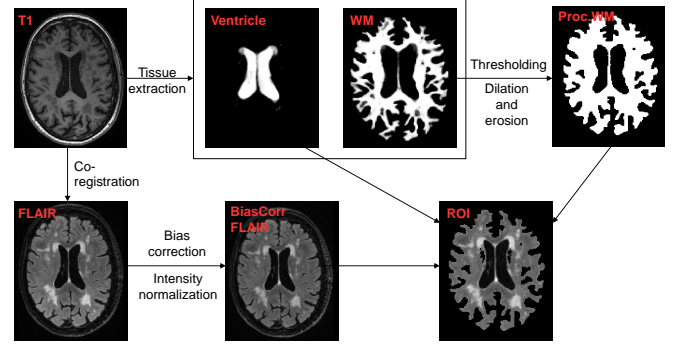 T1
Ventricle
WM
Proc.WM
Tissue
extraction
Thresholding
Dilation
and
erosion
Co-
registration
FLAIR
Bias
correction
Intensity
normalization
BiasCorr
FLAIR
ROI